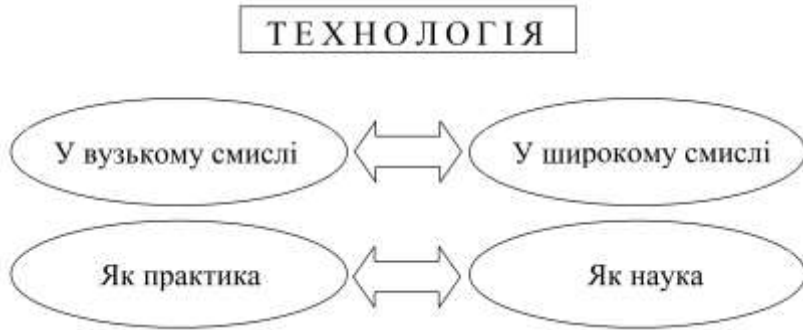 ТЕХНОЛОГІЯ
У вузькому смислі
У широкому смислі
Як практика
Як наука